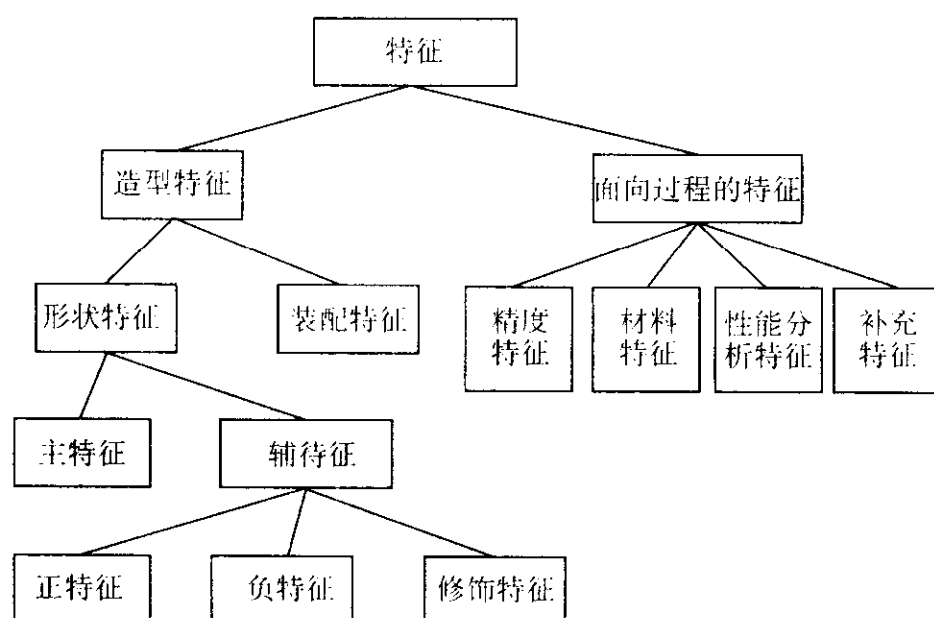 特征
造型特征
面向过程的特征
形状特征
装配特征
精度
特征
材料
特征
性能分
析特征
补充
特征
主特征
辅待征
正特征
负特征
修饰特征